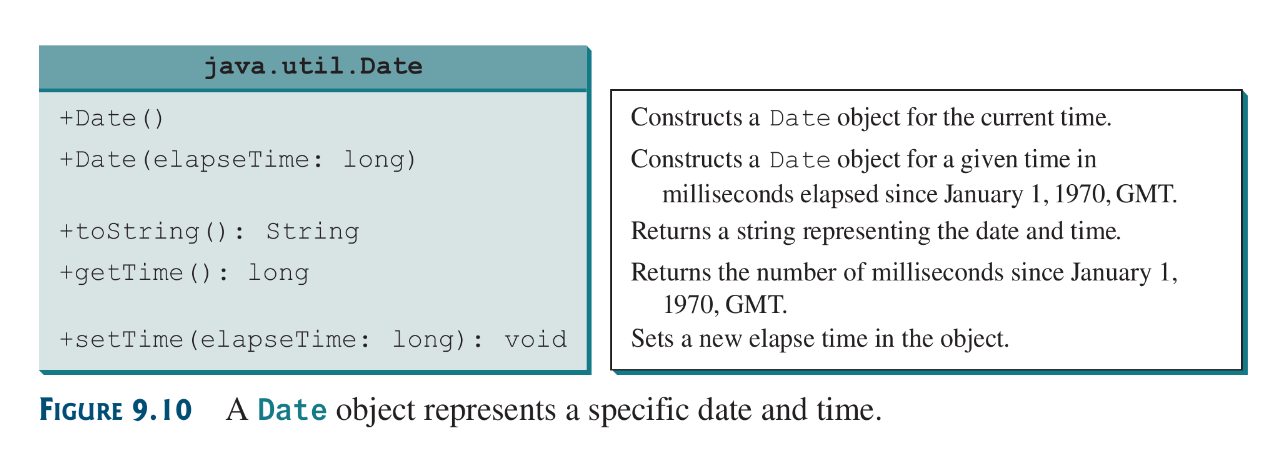 java.util.Date
+Date()
Constructs a Date object for the current time.
+Date(elapseTime: long)
Constructs a Date object for a given time in
milliseconds elapsed since January 1, 1970, GMT.
+toString(): String
Returns a string representing the date and time.
+getTime(): long
Returns the number of milliseconds since January 1,
1970, GMT.
+setTime(elapseTime: long): void
Sets a new elapse time in the object.
FIGURE 9.10 A Date object represents a specific date and time.